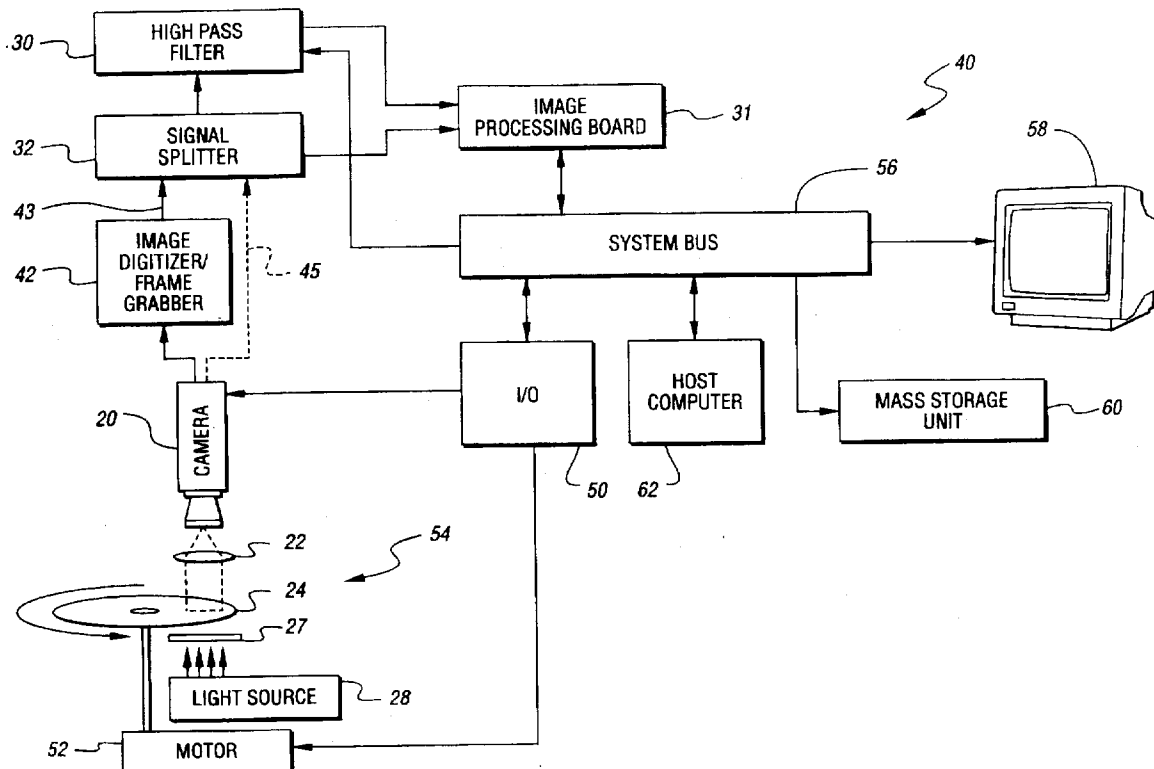 30
HIGH PASS
FILTER
40
IMAGE
PROCESSING BOARD
31
58
32
SIGNAL
SPLITTER
56
43
SYSTEM BUS
42
IMAGE
DIGITIZER/
FRAME
GRABBER
45
I/O
HOST
COMPUTER
MASS STORAGE
UNIT
60
20
CAMERA
50
62
22
54
24
27
LIGHT SOURCE
28
52
MOTOR